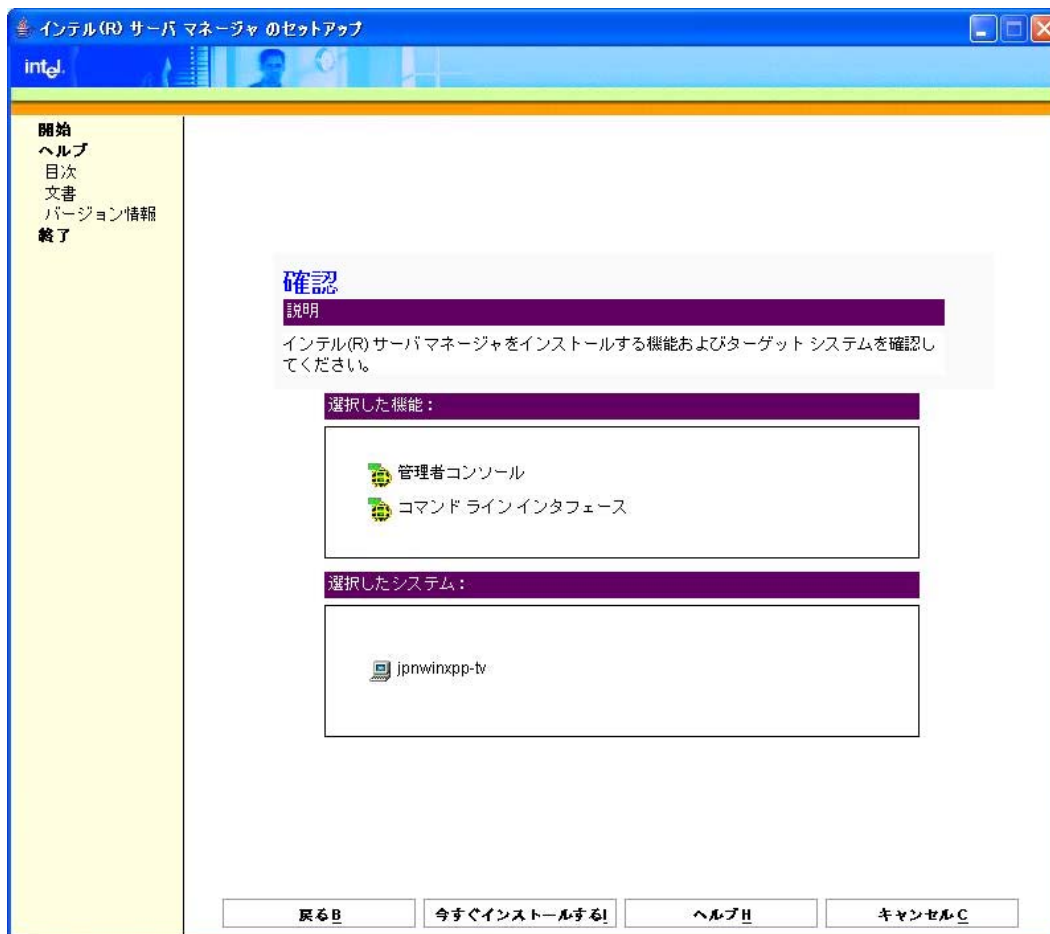 インテル(R) サーバ マネージャ のセットアップ
intel.
開始
ヘルプ
目次
文書
バージョン情報
終了
確認
説明
インテル(R) サーバ マネージャをインストールする機能およびターゲット システムを確認し
てください。
選択した機能：
管理者コンソール
コマンド ライン インタフェース
選択したシステム：
jpnwinxpp-tv
戻るB
今すぐインストールする!
ヘルプH
キャンセルC